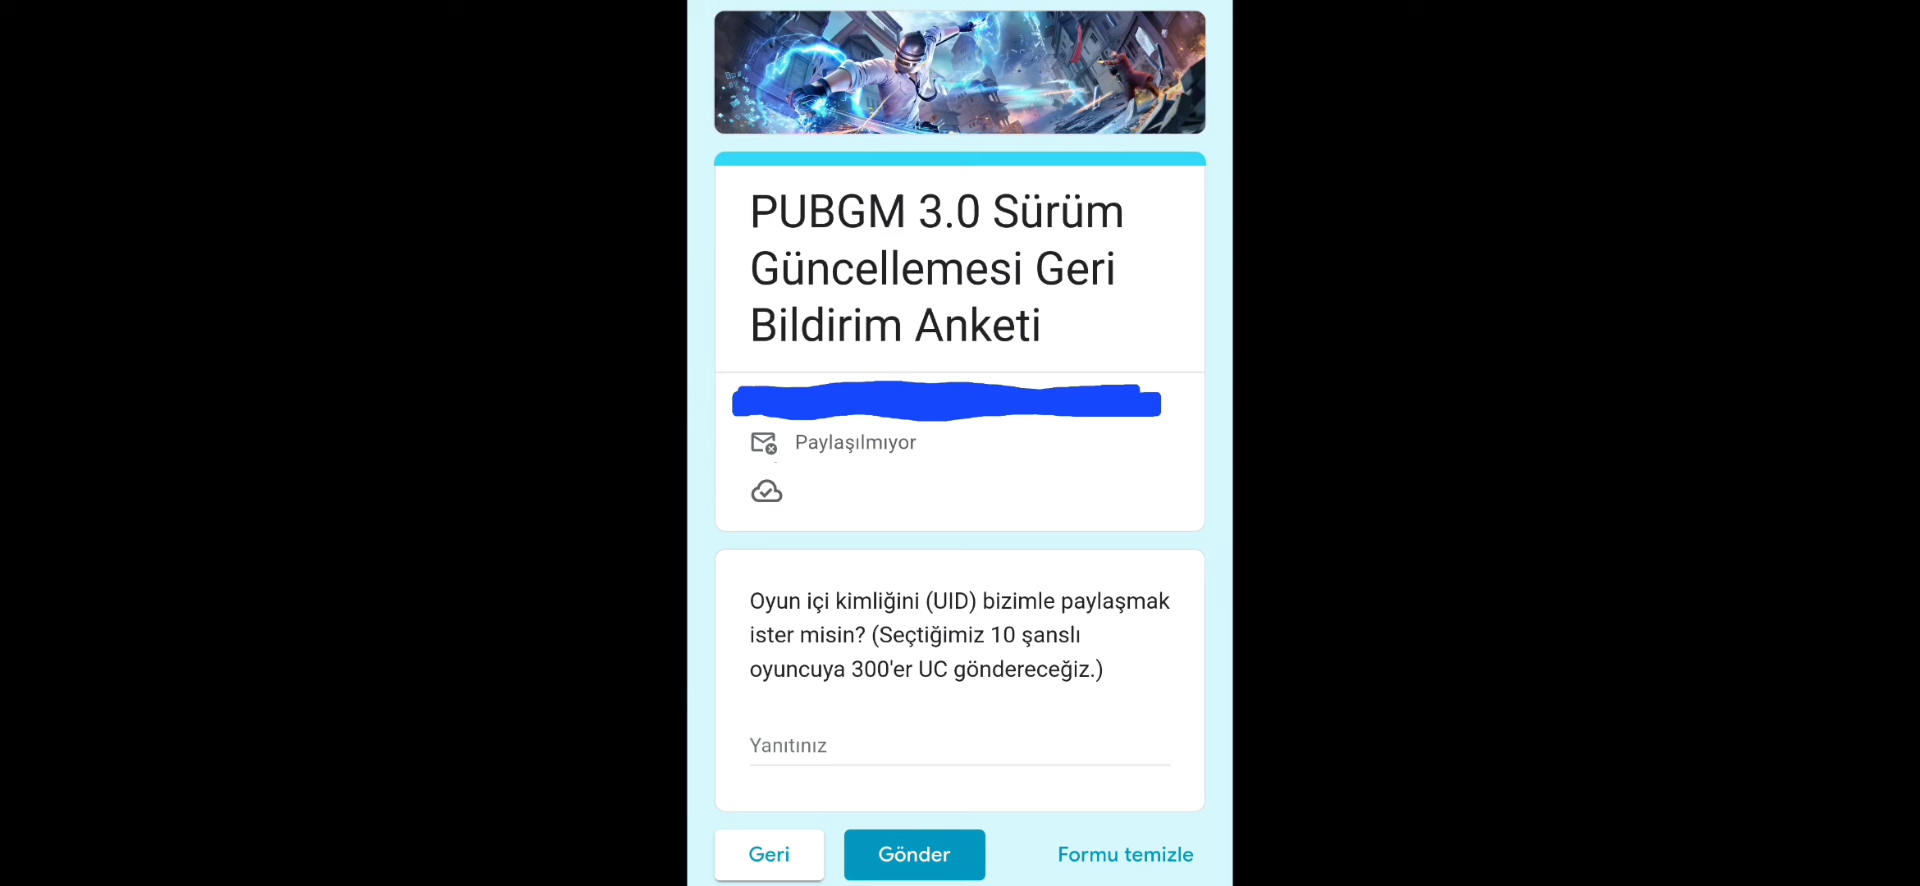 PUBGM 3.0 Sürüm
Güncellemesi Geri
Bildirim Anketi
Paylaşılmıyor
Oyun içi kimliğini (UID) bizimle paylaşmak
ister misin? (Seçtiğimiz 10 şanslı
oyuncuya 300'er UC göndereceğiz.)
Yanıtınız
Geri
Gönder
Formu temizle